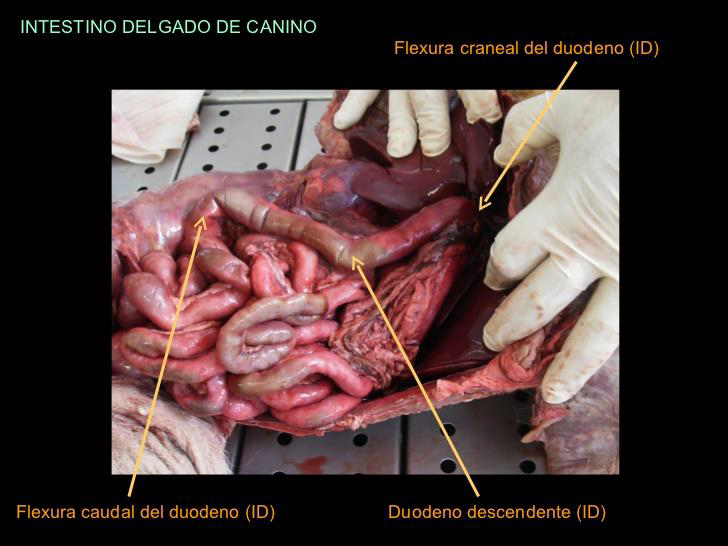 INTESTINO DELGADO DE CANINO
Flexura craneal del duodeno (ID)
Flexura caudal del duodeno (ID)
Duodeno descendente (ID)